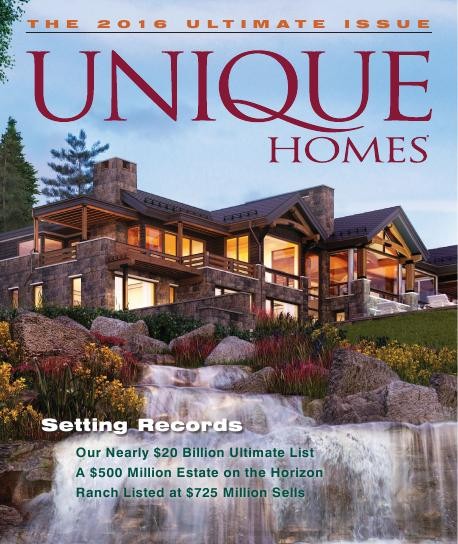 THE 2016 ULTIMATE ISSUE
UNIQUE
HOMES
Setting Records
Our Nearly $20 Billion Ultimate List
A $500 Million Estate on the Horizon
Ranch Listed at $725 Million Sells